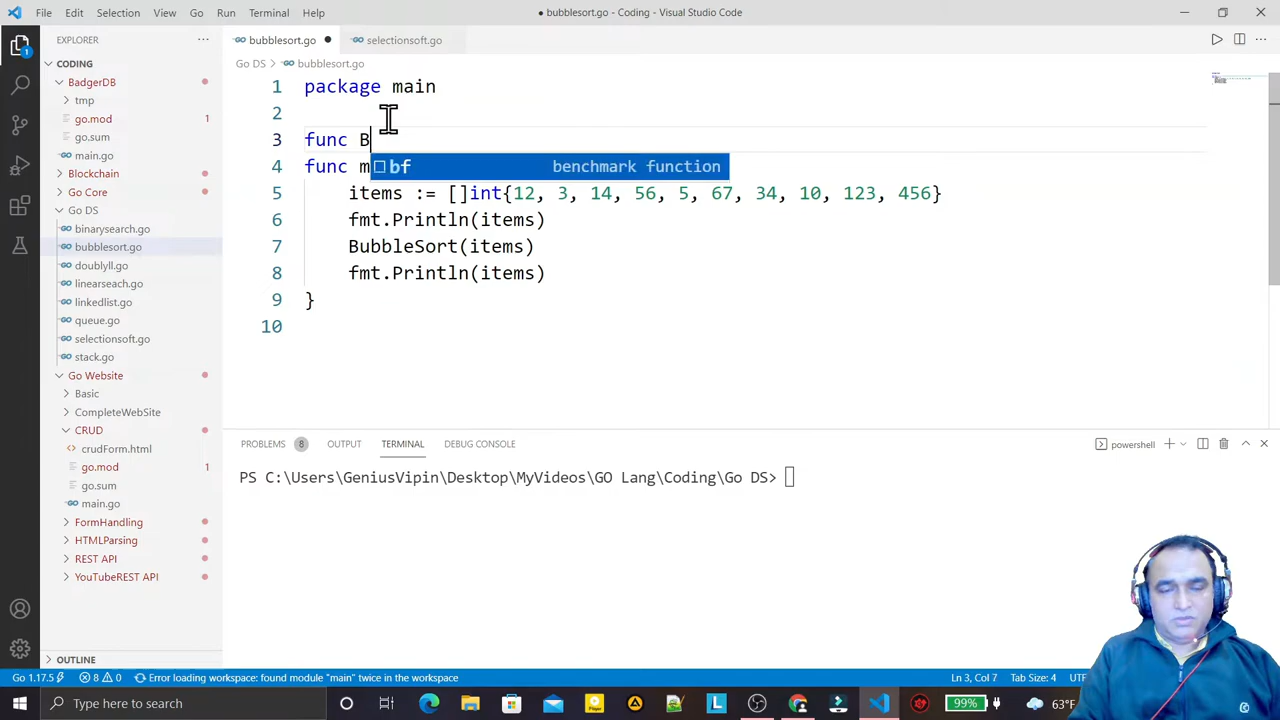 File Edit Selection View Go Run Terminal Help
● bubblesort.go - Coding - Visual Studio Code
EXPLORER
CODING
BadgerDB
tmp
go.mod 1
go.sum
main.go
Blockchain
Go Core
Go DS
binarysearch.go
bubblesort.go
doublyll.go
linearseach.go
linkedlist.go
queue.go
selectionsoft.go
stack.go
Go Website
Basic
CompleteWebSite
CRUD
crudForm.html
go.mod 1
go.sum
main.go
FormHandling
HTMLParsing
REST API
YouTubeREST API
OUTLINE
bubblesort.go ● selectionsoft.go
Go DS > bubblesort.go
1 package main
2
3 func B
bf benchmark function
4 func m
5 items := []int{12, 3, 14, 56, 5, 67, 34, 10, 123, 456}
6 fmt.Println(items)
7 BubbleSort(items)
8 fmt.Println(items)
9 }
10
PROBLEMS 8 OUTPUT TERMINAL DEBUG CONSOLE
powershell
PS C:\Users\GeniusVipin\Desktop\MyVideos\GO Lang\Coding\Go DS>
Go 1.17.5 8 0 Error loading workspace: found module "main" twice in the workspace
Ln 3, Col 7 Tab Size: 4
Type here to search
99% 63°F